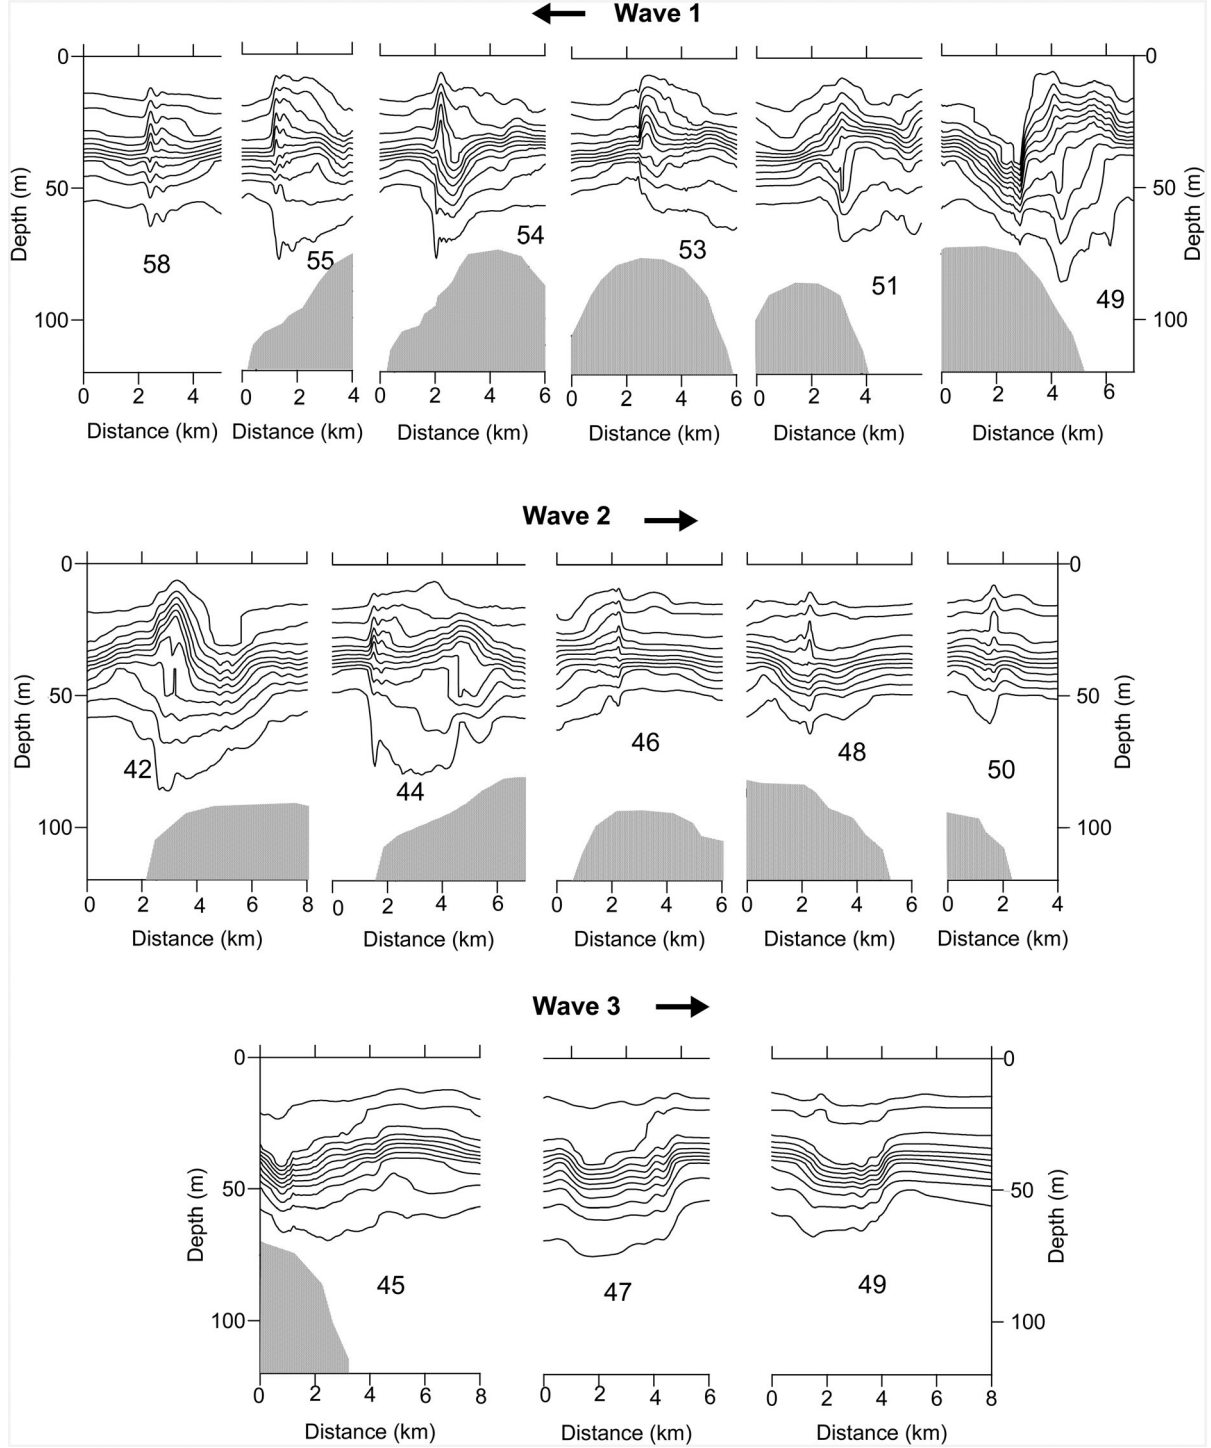 Wave 1
0 0
50 50
100 100
Depth (m) Depth (m)
58 55 54 53 51 49
0 2 4 0 2 4 0 2 4 6 0 2 4 6 0 2 4 6 0 2 4 6
Distance (km) Distance (km) Distance (km) Distance (km) Distance (km) Distance (km)
Wave 2
0 0
50 50
100 100
Depth (m) Depth (m)
42 44 46 48 50
0 2 4 6 8 0 2 4 6 0 2 4 6 0 2 4 6 0 2 4
Distance (km) Distance (km) Distance (km) Distance (km) Distance (km)
Wave 3
0 0
50 50
100 100
Depth (m) Depth (m)
45 47 49
0 2 4 6 8 0 2 4 6 0 2 4 6 8
Distance (km) Distance (km) Distance (km)